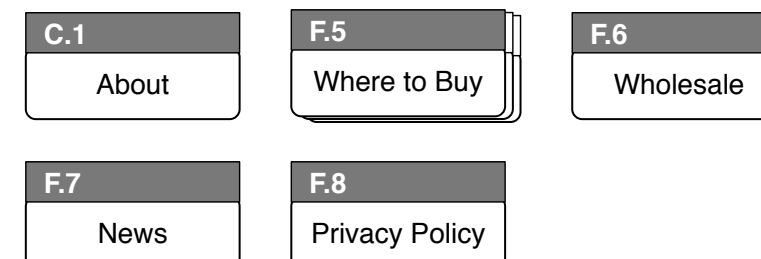 C.1
About
F.5
Where to Buy
F.6
Wholesale
F.7
News
F.8
Privacy Policy